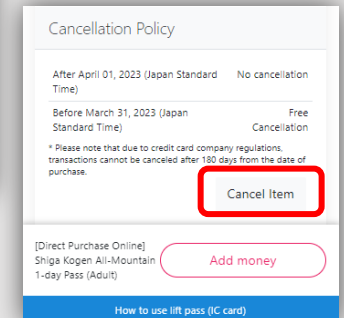 Cancellation Policy
After April 01, 2023 (Japan Standard No cancellation
Time)
Before March 31, 2023 (Japan Free
Standard Time) Cancellation
* Please note that due to credit card company regulations,
transactions cannot be canceled after 180 days from the date of
purchase.
Cancel Item
[Direct Purchase Online]
Shiga Kogen All-Mountain
1-day Pass (Adult)
Add money
How to use lift pass (IC card)